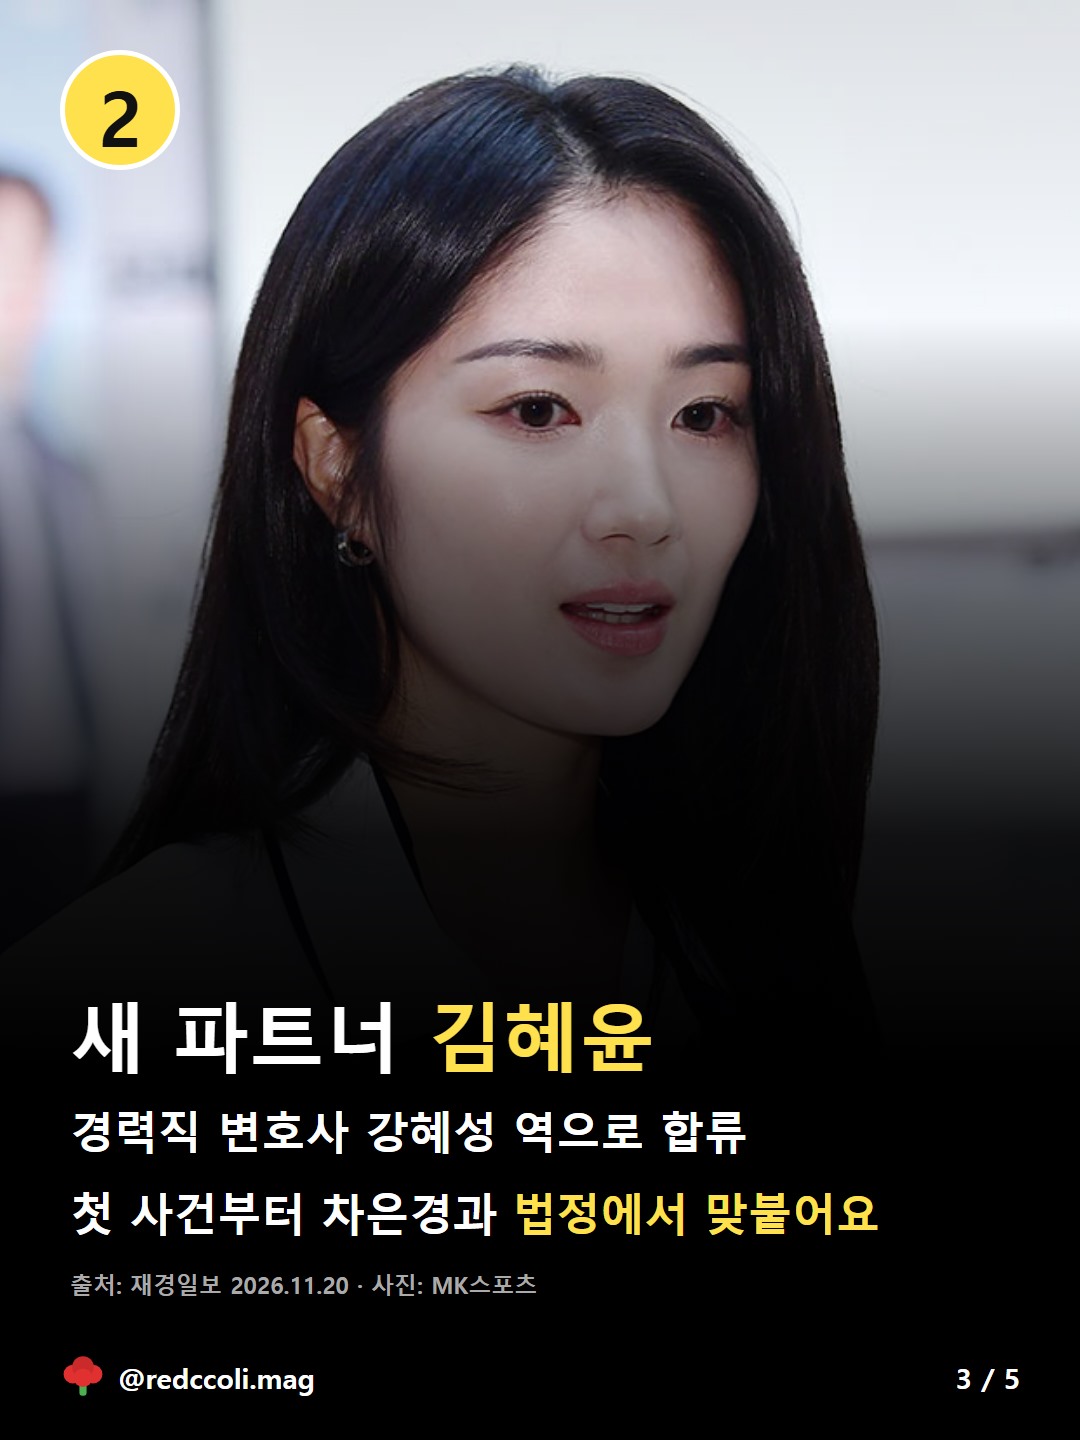 2
새 파트너 김혜윤
경력직 변호사 강혜성 역으로 합류
첫 사건부터 차은경과 법정에서 맞붙어요
출처: 재경일보 2026.11.20 · 사진: MK스포츠
@redccoli.mag
3 / 5